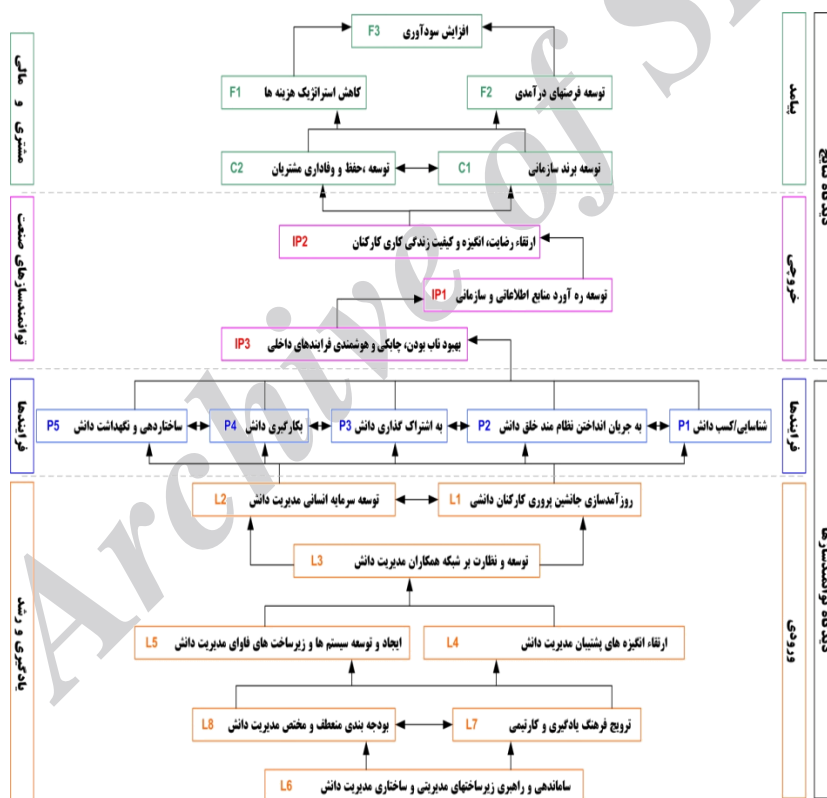 افزایش سودآوری F3
توسعه فرصتهای درآمدی F2
کاهش استراتژیک هزینه ها F1
توسعه برند سازمانی C1
توسعه ،حفظ و وفاداری مشتریان C2
پیامد
مشتری و مالی
دیدگاه نتایج
ارتقاء رضایت، انگیزه و کیفیت زندگی کاری کارکنان IP2
توسعه ره آورد منابع اطلاعاتی و سازمانی IP1
بهبود ناب بودن، چابکی و هوشمندی فرایندهای داخلی IP3
خروجی
توانمندسازهای صنعت
شناسایی/کسب دانش P1
به جریان انداختن نظام مند خلق دانش P2
به اشتراک گذاری دانش P3
بکارگیری دانش P4
ساختاردهی و نگهداشت دانش P5
فرایندها
فرایندها
روزآمدسازی جانشین پروری کارکنان دانشی L1
توسعه سرمایه انسانی مدیریت دانش L2
توسعه و نظارت بر شبکه همکاران مدیریت دانش L3
ارتقاء انگیزه های پشتیبان مدیریت دانش L4
ایجاد و توسعه سیستم ها و زیرساخت های فاوای مدیریت دانش L5
ترویج فرهنگ یادگیری و کارتیمی L7
بودجه بندی منعطف و مختص مدیریت دانش L8
ساماندهی و راهبری زیرساختهای مدیریتی و ساختاری مدیریت دانش L6
ورودی
یادگیری و رشد
دیدگاه توانمندسازها
Archive of S